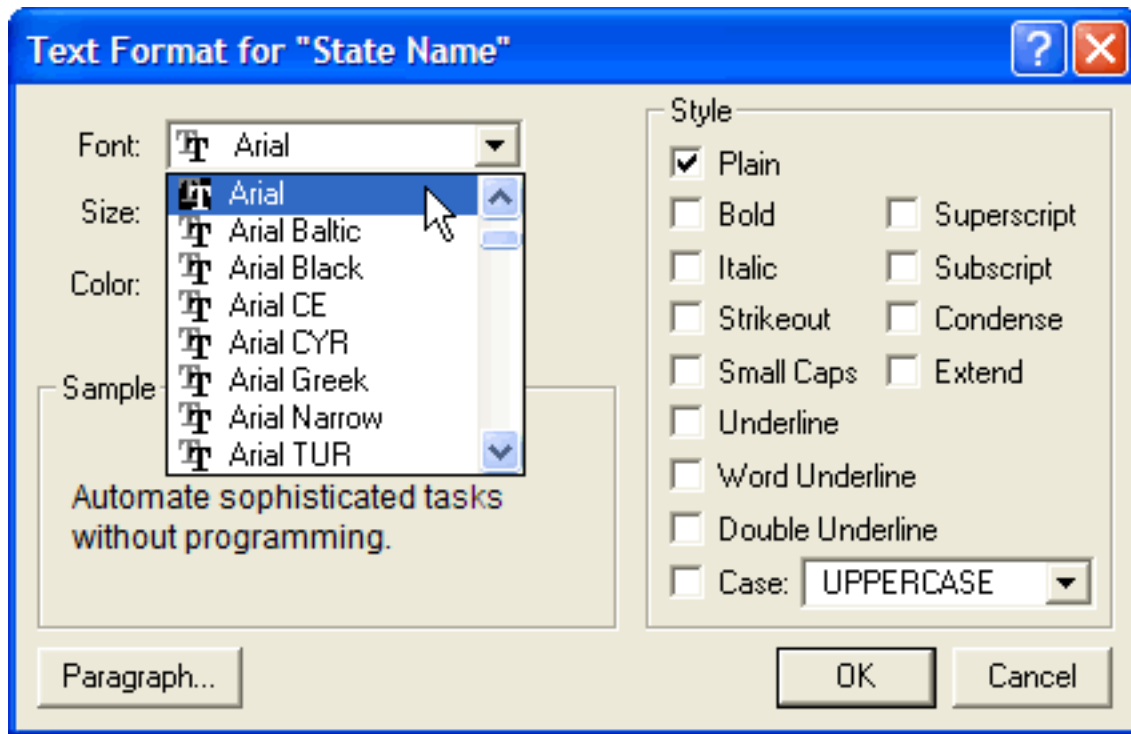 Text Format for "State Name"
?
Font:
Arial
Arial
Arial Baltic
Arial Black
Arial CE
Arial CYR
Arial Greek
Arial Narrow
Arial TUR
Size:
Color:
Sample
Automate sophisticated tasks
without programming.
Style
Plain
Bold
Superscript
Italic
Subscript
Strikeout
Condense
Small Caps
Extend
Underline
Word Underline
Double Underline
Case: UPPERCASE
Paragraph...
OK
Cancel